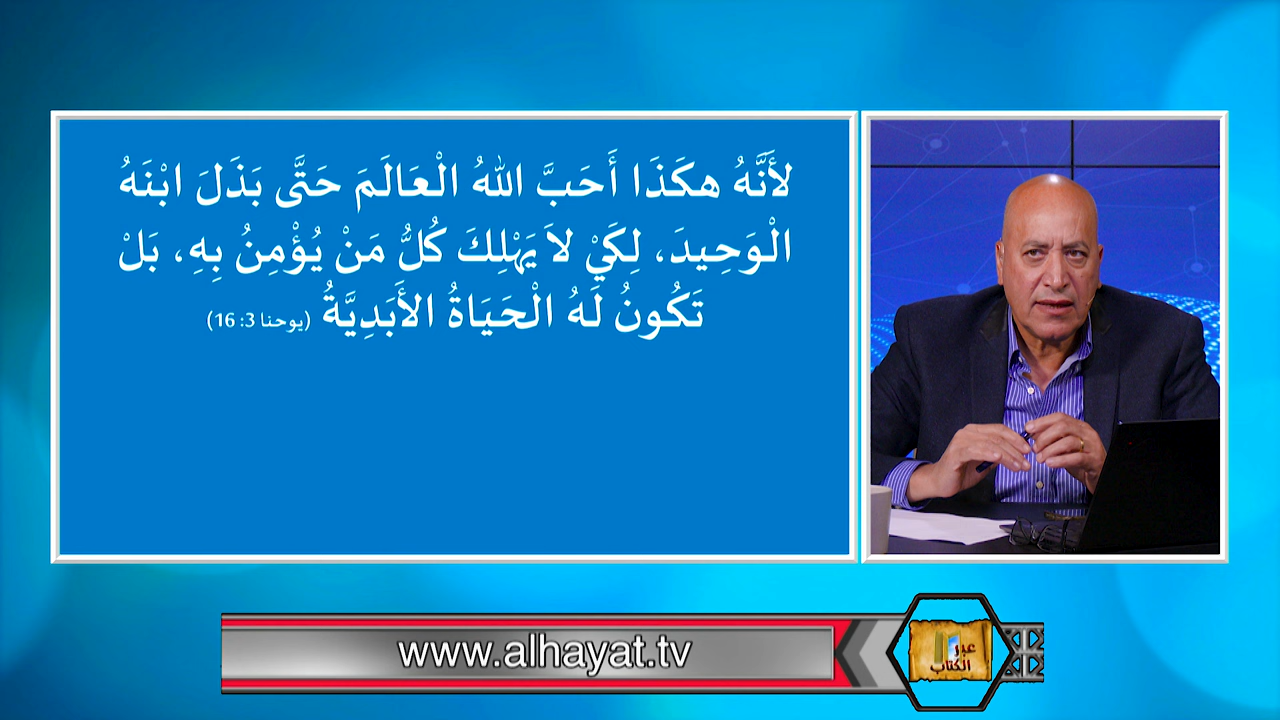 لأَنَّهُ هكَذَا أَحَبَّ اللهُ الْعَالَمَ حَتَّى بَذَلَ ابْنَهُ
الْوَحِيدَ، لِكَيْ لاَ يَهْلِكَ كُلُّ مَنْ يُؤْمِنُ بِهِ، بَلْ
تَكُونُ لَهُ الْحَيَاةُ الأَبَدِيَّةُ (يوحنا 3: 16)
www.alhayat.tv
عبر
الكتاب